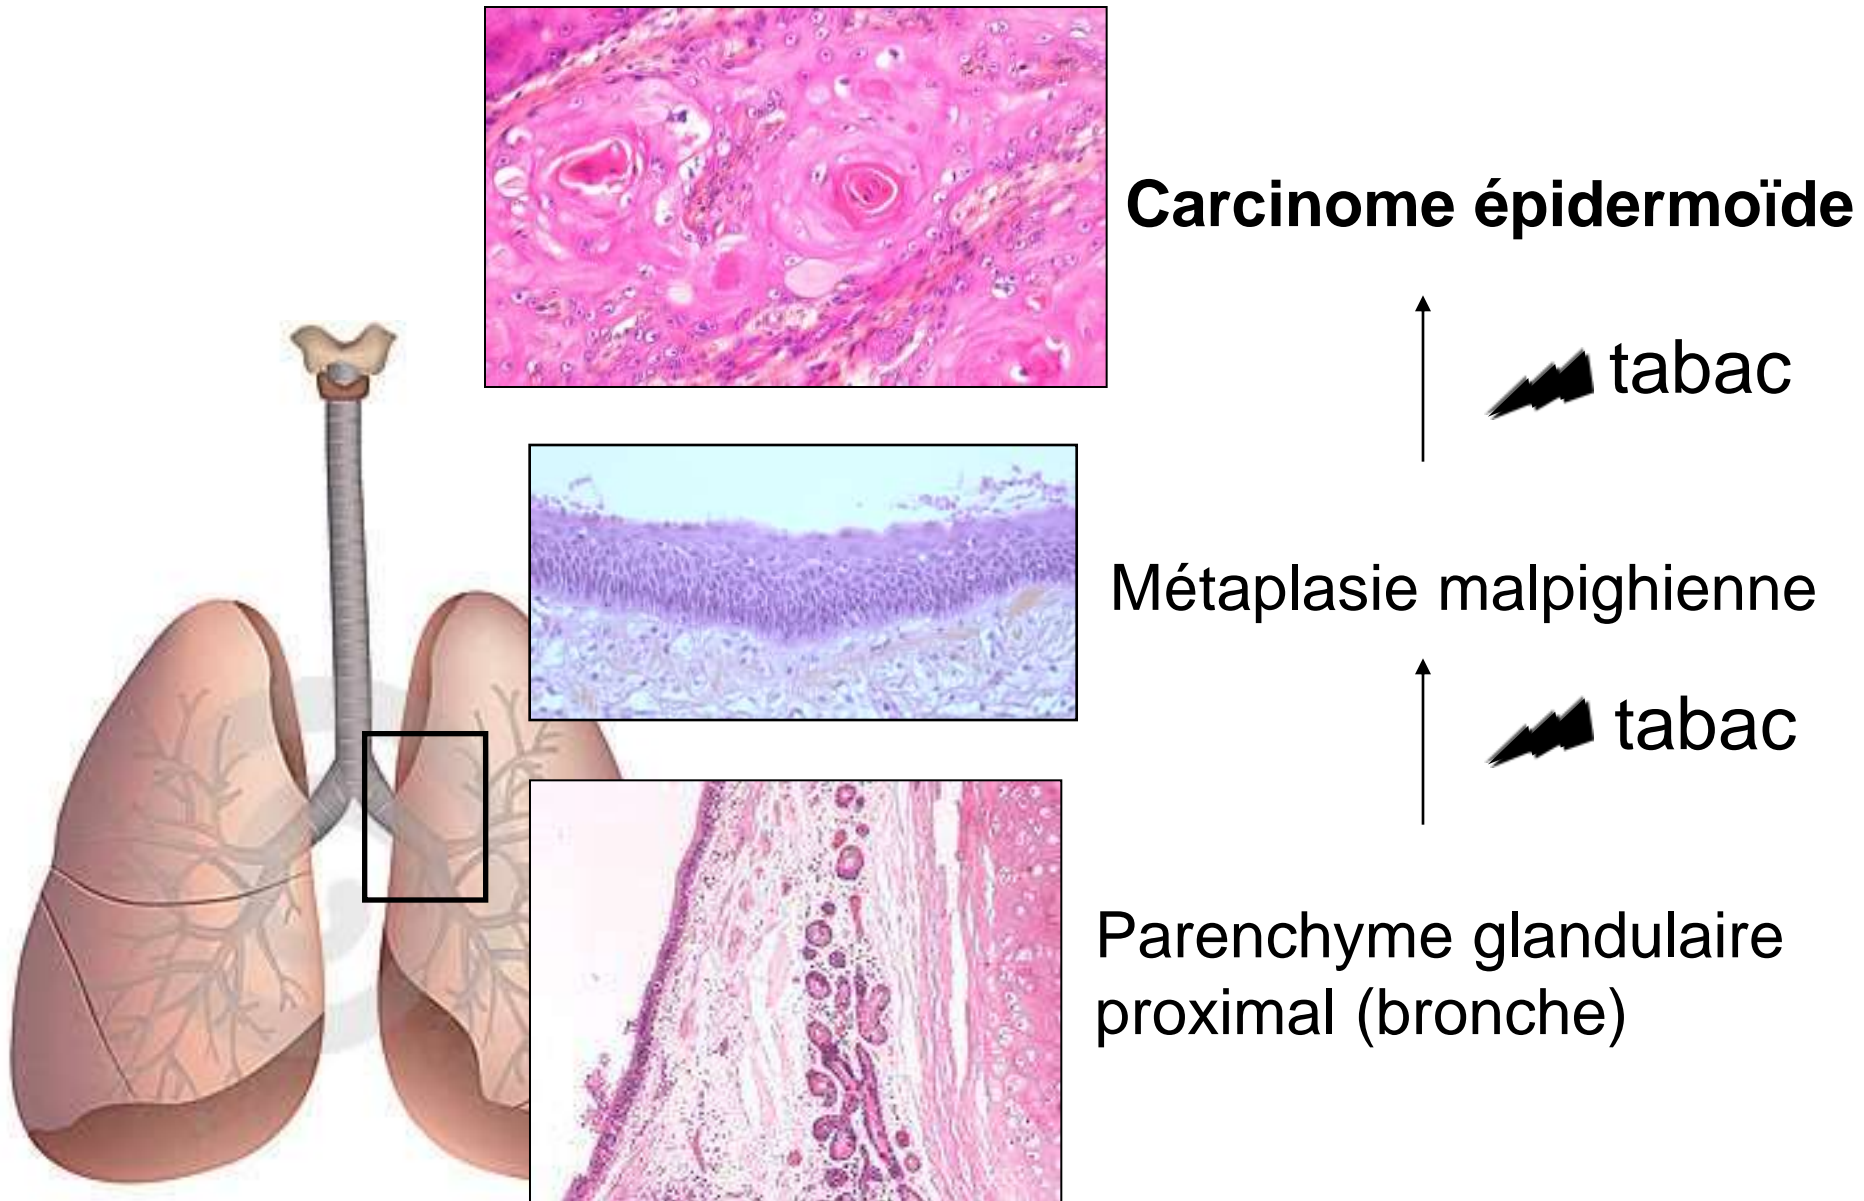 Carcinome épidermoïde
tabac
Métaplasie malpighienne
tabac
Parenchyme glandulaire
proximal (bronche)